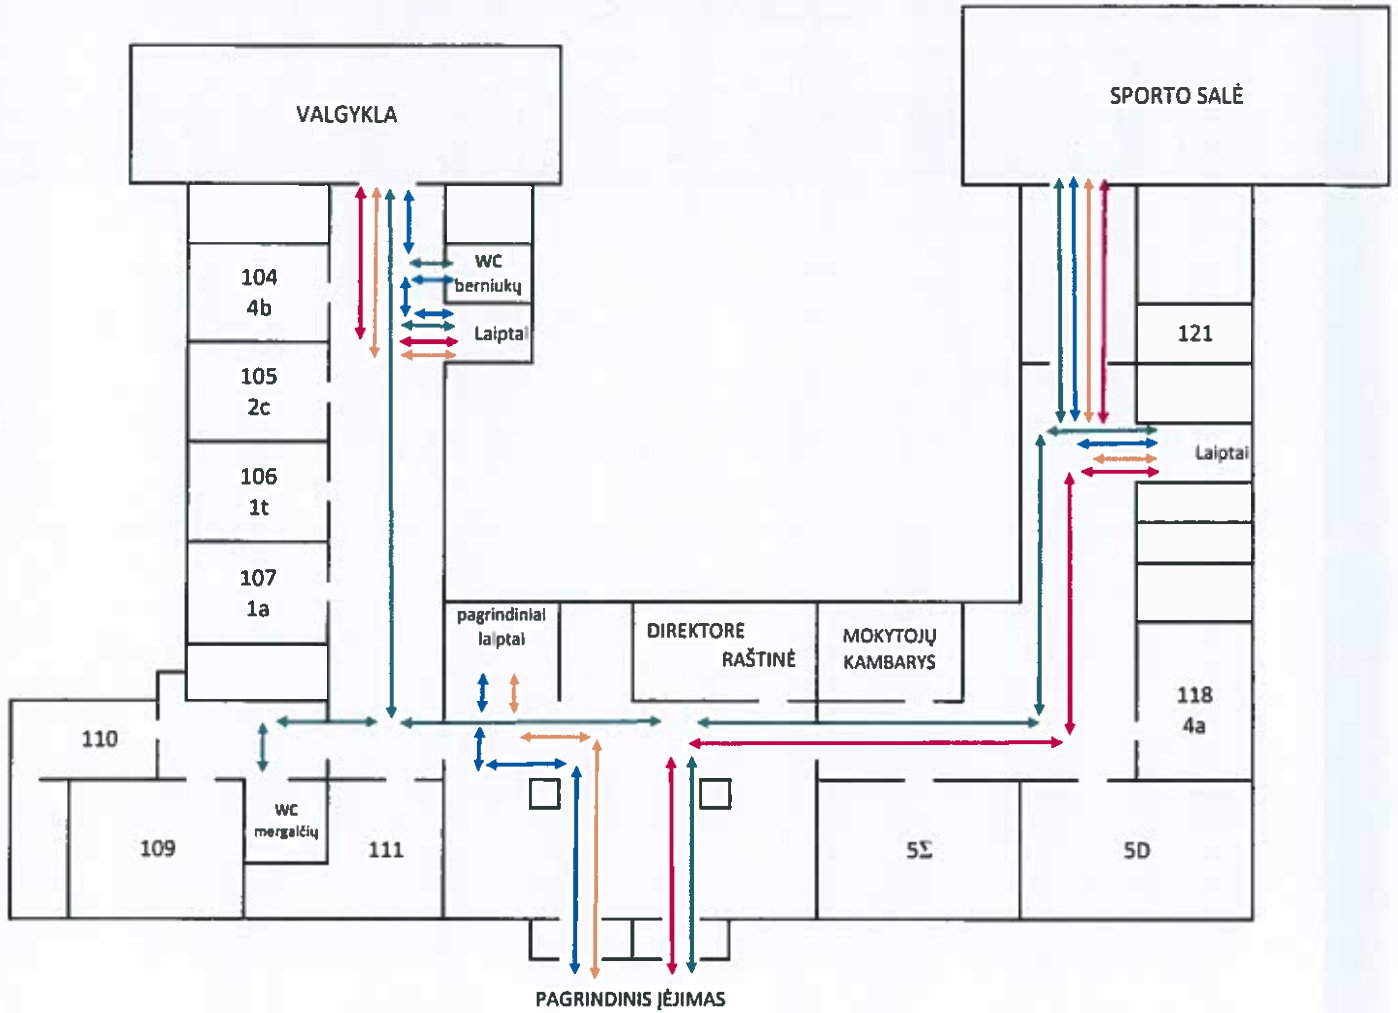 SPORTO SALĖ
VALGYKLA
104
4b
WC
berniukų
Laiptai
121
105
2c
Laiptai
106
1t
107
1a
pagrindiniai
laiptai
DIREKTORĖ
RAŠTINĖ
MOKYTOJŲ
KAMBARYS
118
4a
110
WC
mergaičių
109
111
5Σ
5D
PAGRINDINIS ĮĖJIMAS